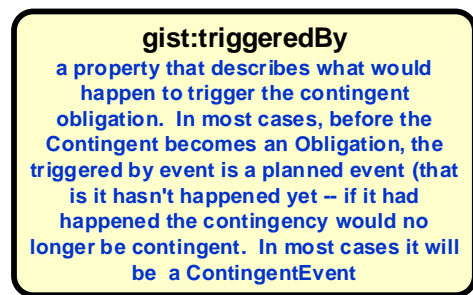 gist:triggeredBy
a property that describes what would
happen to trigger the contingent
obligation.  In most cases, before the
Contingent becomes an Obligation, the
triggered by event is a planned event (that
is it hasn't happened yet -- if it had
happened the contingency would no
longer be contingent.  In most cases it will
be  a ContingentEvent